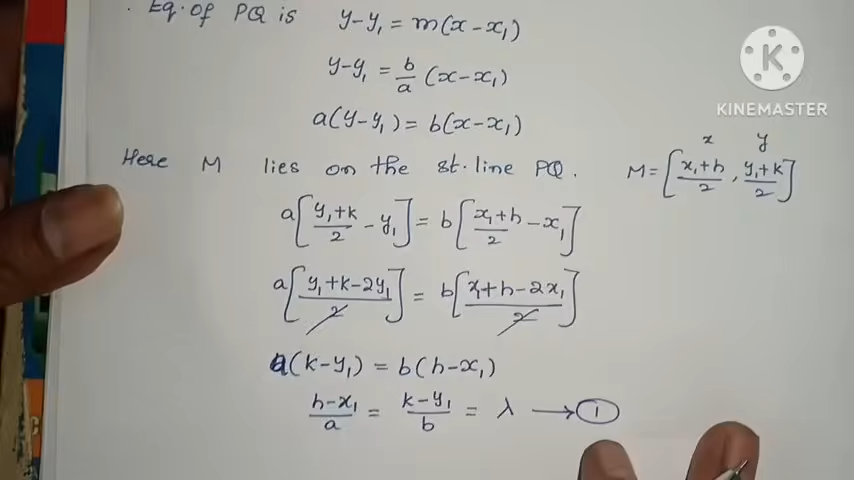 . Eq. of PQ is y-y₁ = m(x-x₁)
y-y₁ = b/a (x-x₁)
a(y-y₁) = b(x-x₁)
K
KINEMASTER
Here M lies on the st. line PQ.
x y
M = [x₁+h/2, y₁+k/2]
a[y₁+k/2 - y₁] = b[x₁+h/2 - x₁]
a[y₁+k-2y₁/2] = b[x₁+h-2x₁/2]
a(k-y₁) = b(h-x₁)
h-x₁/a = k-y₁/b = λ → ①